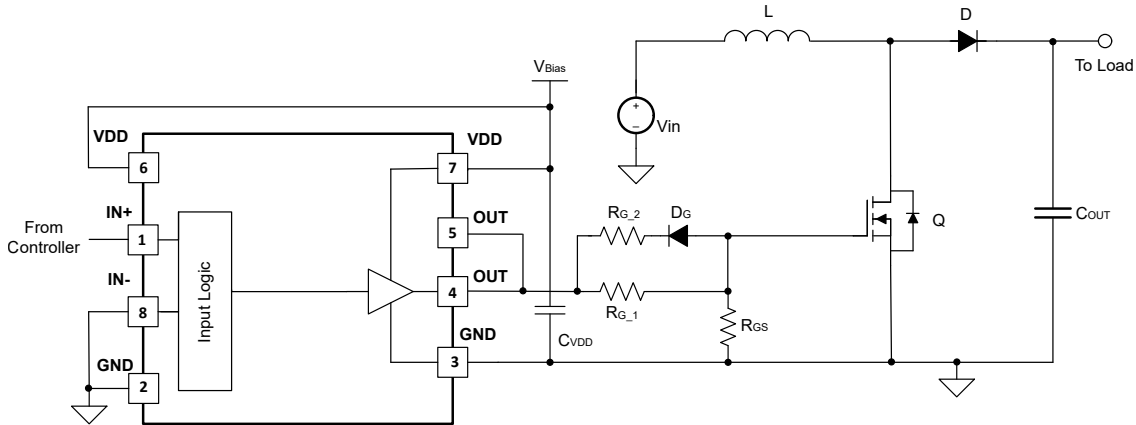 L
D
To Load
VBias
Vin
VDD
6
VDD
7
IN+
From
Controller
1
OUT
5
IN-
8
OUT
4
Input Logic
GND
2
GND
3
CVDD
RG_2
DG
RG_1
RGS
Q
COUT
+
–